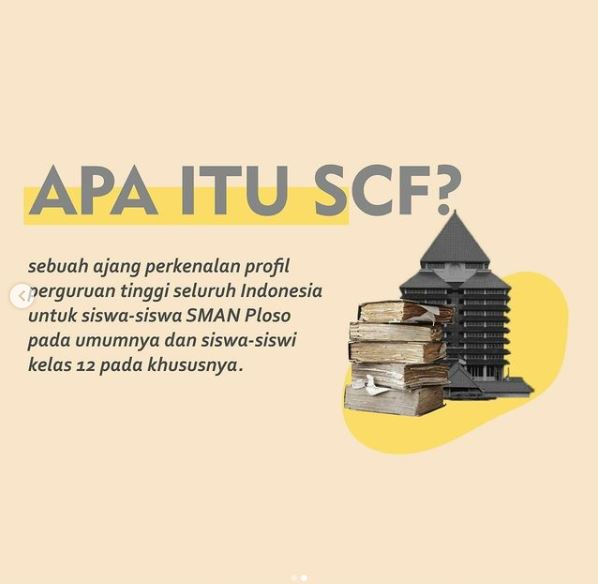 APA ITU SCF?
sebuah ajang perkenalan profil
perguruan tinggi seluruh Indonesia
untuk siswa-siswa SMAN Ploso
pada umumnya dan siswa-siswi
kelas 12 pada khususnya.